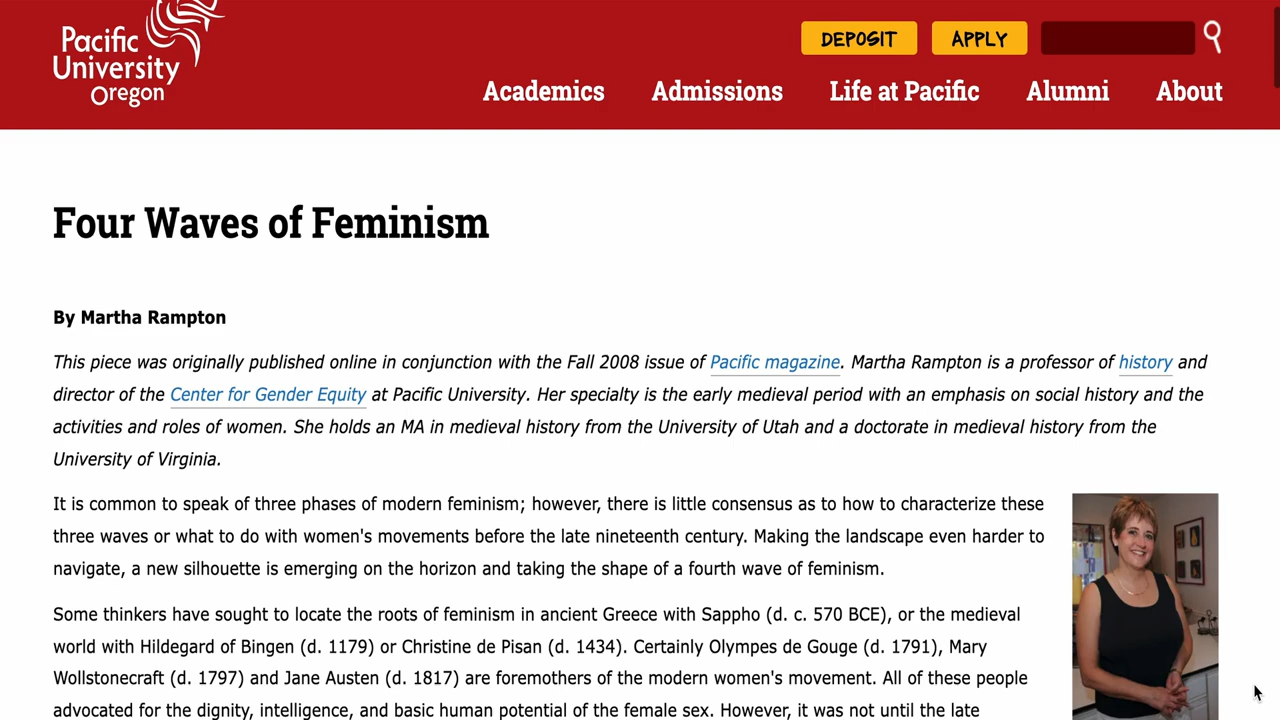 Pacific
University
Oregon
DEPOSIT
APPLY
Academics
Admissions
Life at Pacific
Alumni
About
Four Waves of Feminism
By Martha Rampton
This piece was originally published online in conjunction with the Fall 2008 issue of Pacific magazine. Martha Rampton is a professor of history and
director of the Center for Gender Equity at Pacific University. Her specialty is the early medieval period with an emphasis on social history and the
activities and roles of women. She holds an MA in medieval history from the University of Utah and a doctorate in medieval history from the
University of Virginia.
It is common to speak of three phases of modern feminism; however, there is little consensus as to how to characterize these
three waves or what to do with women's movements before the late nineteenth century. Making the landscape even harder to
navigate, a new silhouette is emerging on the horizon and taking the shape of a fourth wave of feminism.
Some thinkers have sought to locate the roots of feminism in ancient Greece with Sappho (d. c. 570 BCE), or the medieval
world with Hildegard of Bingen (d. 1179) or Christine de Pisan (d. 1434). Certainly Olympes de Gouge (d. 1791), Mary
Wollstonecraft (d. 1797) and Jane Austen (d. 1817) are foremothers of the modern women's movement. All of these people
advocated for the dignity, intelligence, and basic human potential of the female sex. However, it was not until the late